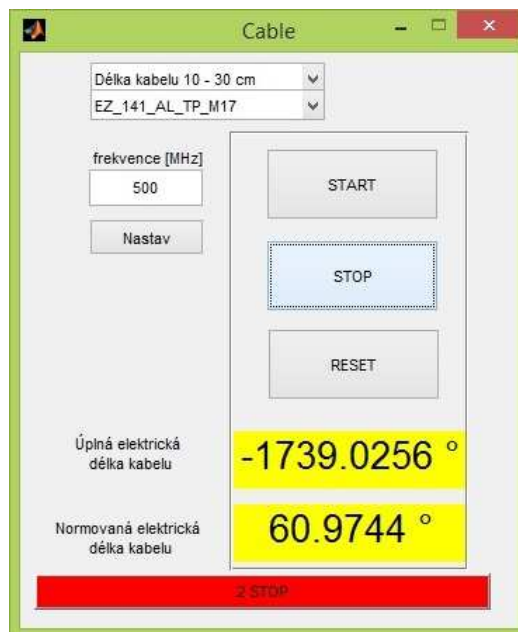 Cable
Délka kabelu 10 - 30 cm
EZ_141_AL_TP_M17
frekvence [MHz]
500
Nastav
START
STOP
RESET
Úplná elektrická
délka kabelu
-1739.0256 °
Normovaná elektrická
délka kabelu
60.9744 °
2 STOP